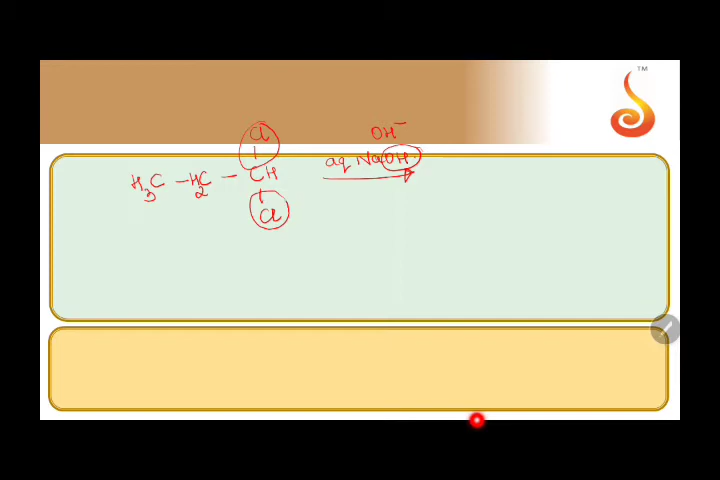 Cl
OH⁻
| aq NaOH
H₃C – H₂C – CH
|
Cl
TM